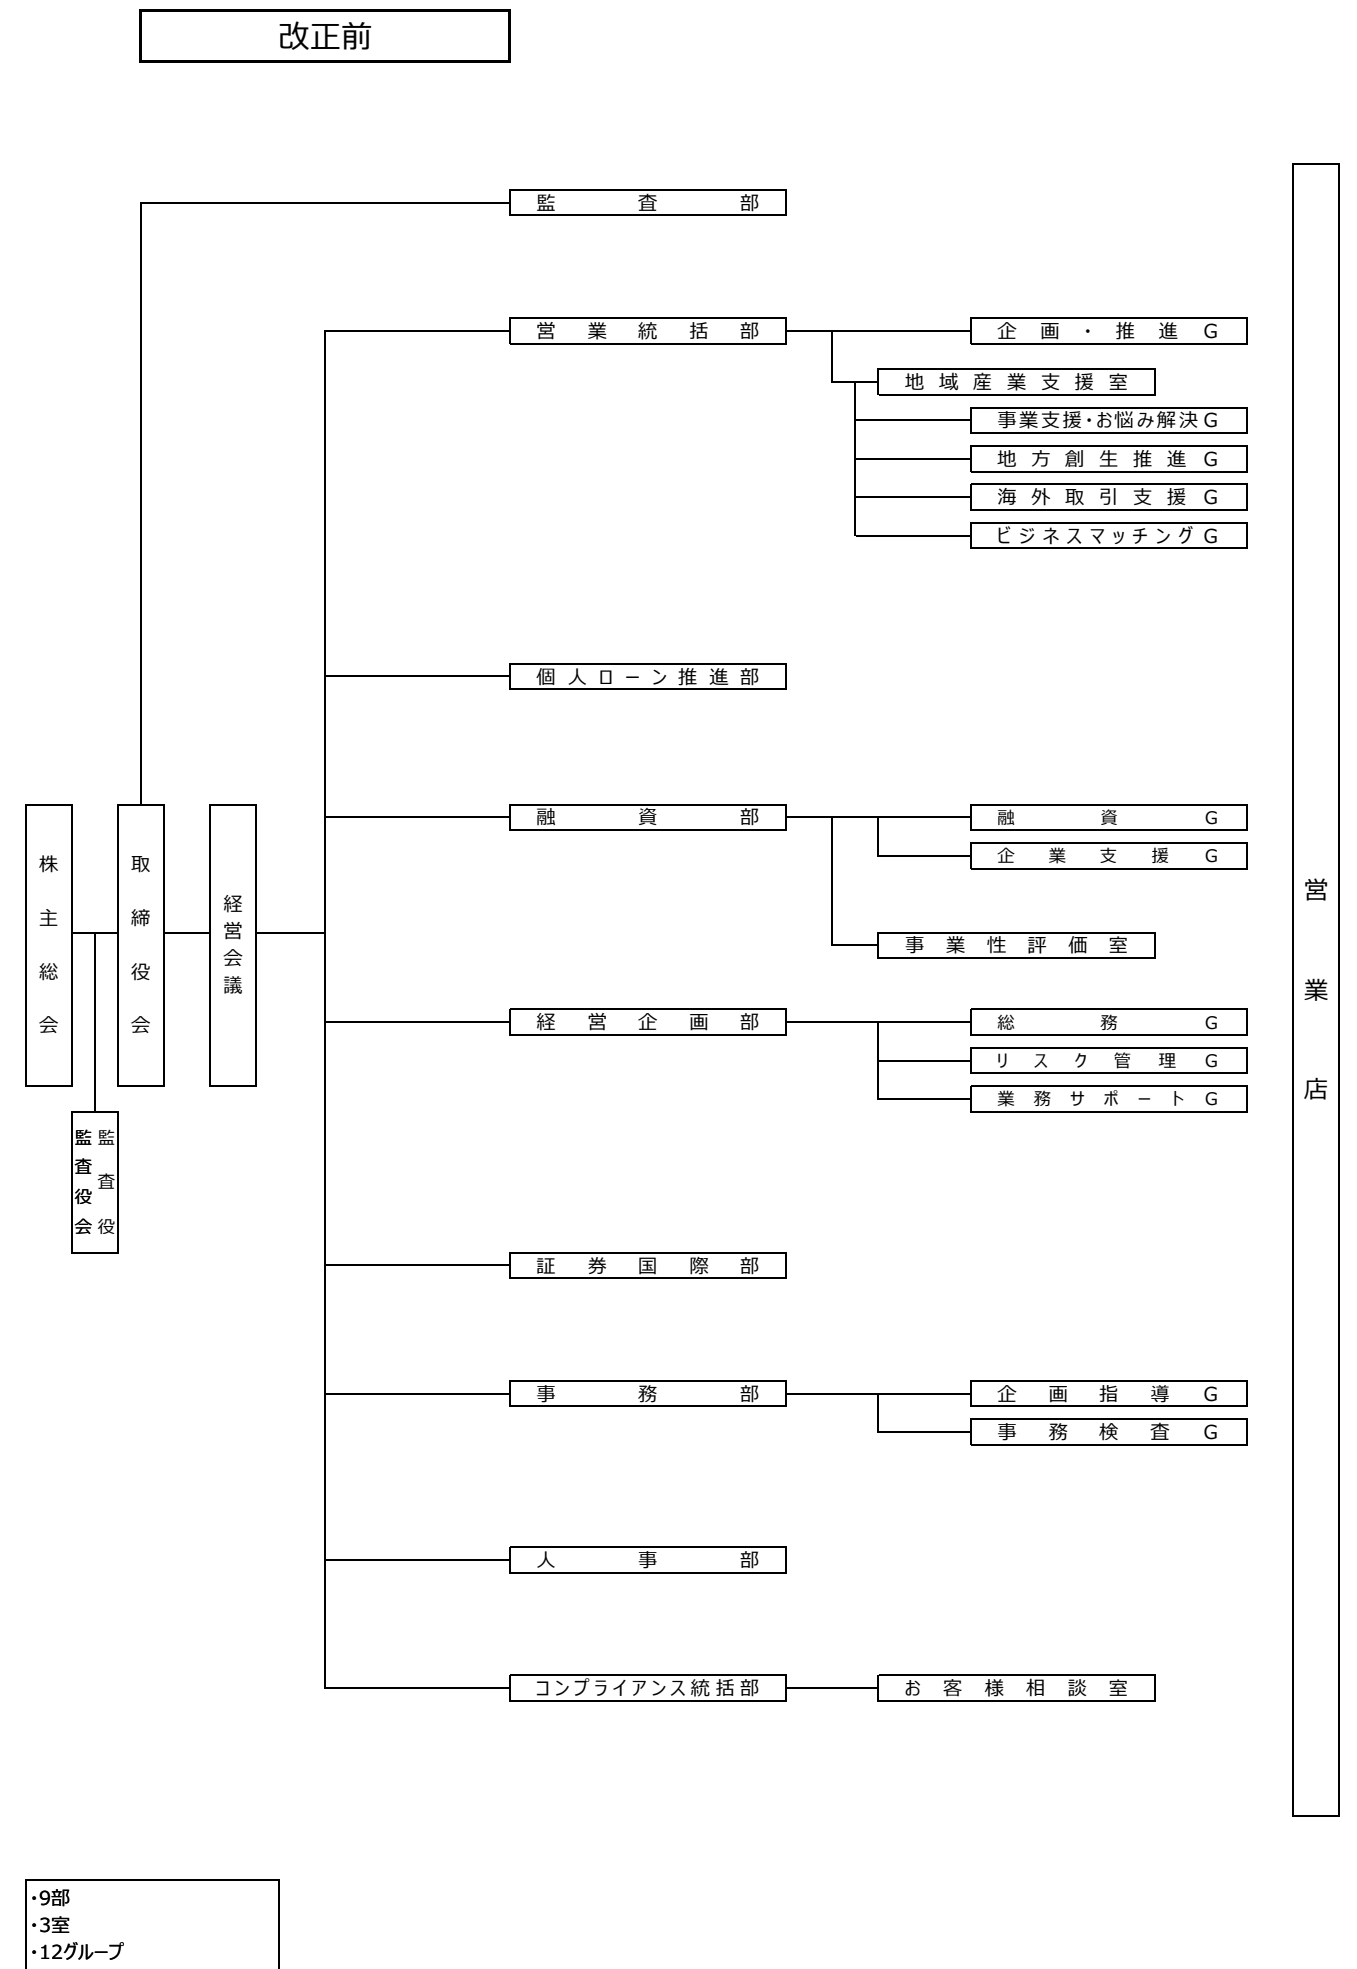 改正前
監査部
営業統括部
企画・推進G
地域産業支援室
事業支援・お悩み解決G
地方創生推進G
海外取引支援G
ビジネスマッチングG
個人ローン推進部
融資部
融資G
企業支援G
事業性評価室
株主総会
取締役会
経営会議
監査役
監査役会
経営企画部
総務G
リスク管理G
業務サポートG
証券国際部
事務部
企画指導G
事務検査G
人事部
コンプライアンス統括部
お客様相談室
営業店
・9部
・3室
・12グループ